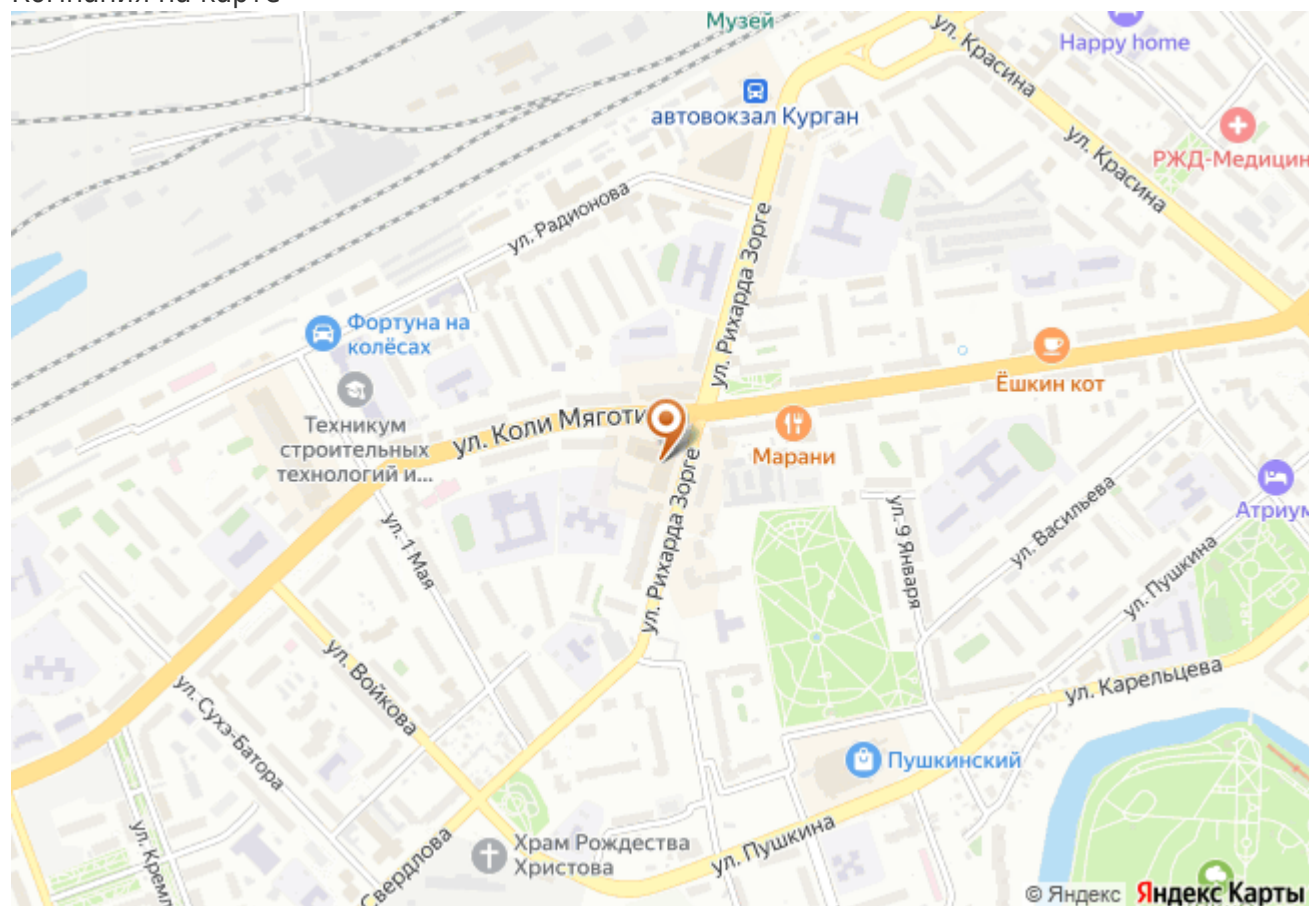 Музей
ул. Красина
Happy home
автовокзал Курган
ул. Красина
РЖД-Медицин
ул. Радионова
ул. Рихарда Зорге
Фортуна на
колёсах
Ёшкин кот
Техникум
строительных
технологий и...
ул. Коли Мяготи
Марани
ул. Рихарда Зорге
Атриум
ул. 1 Мая
ул. 9 Января
ул. Васильева
ул. Пушкина
ул. Войкова
ул. Карельцева
ул. Сухэ-Батора
Пушкинский
ул. Кремл
Свердлова
Храм Рождества
Христова
ул. Пушкина
© Яндекс Яндекс Карты